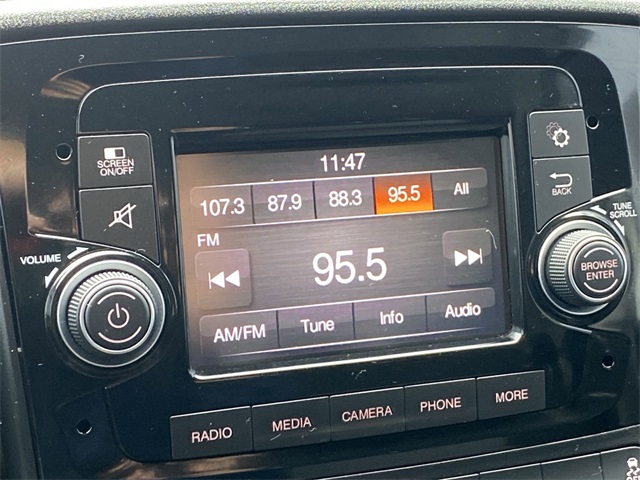 11:47
107.3 87.9 88.3 95.5 All
FM
95.5
AM/FM Tune Info Audio
SCREEN
ON/OFF
VOLUME
BACK
TUNE
SCROLL
BROWSE
ENTER
RADIO MEDIA CAMERA PHONE MORE